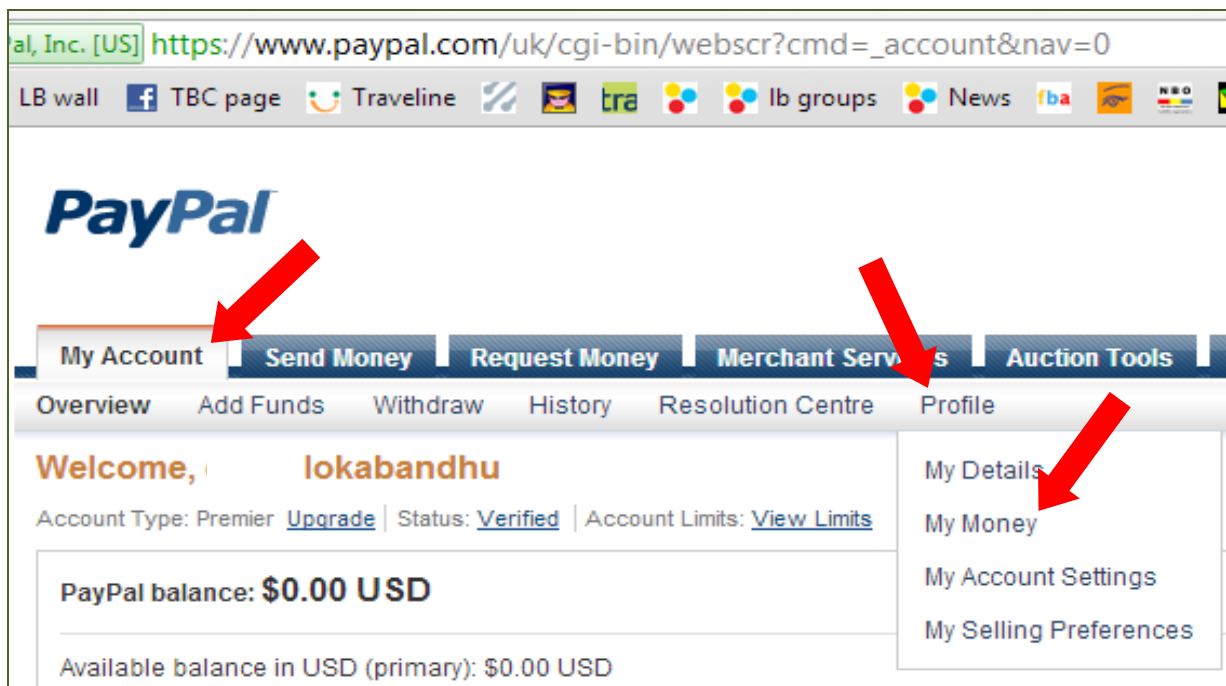 Pal, Inc. [US] https://www.paypal.com/uk/cgi-bin/webscr?cmd=_account&nav=0
LB wall TBC page Traveline tra lb groups News fba NBO
PayPal
My Account Send Money Request Money Merchant Auction Tools
Overview Add Funds Withdraw History Resolution Centre Profile
Welcome, lokabandhu
My Details
Account Type: Premier Upgrade Status: Verified Account Limits: View Limits
My Money
PayPal balance: $0.00 USD
My Account Settings
My Selling Preferences
Available balance in USD (primary): $0.00 USD